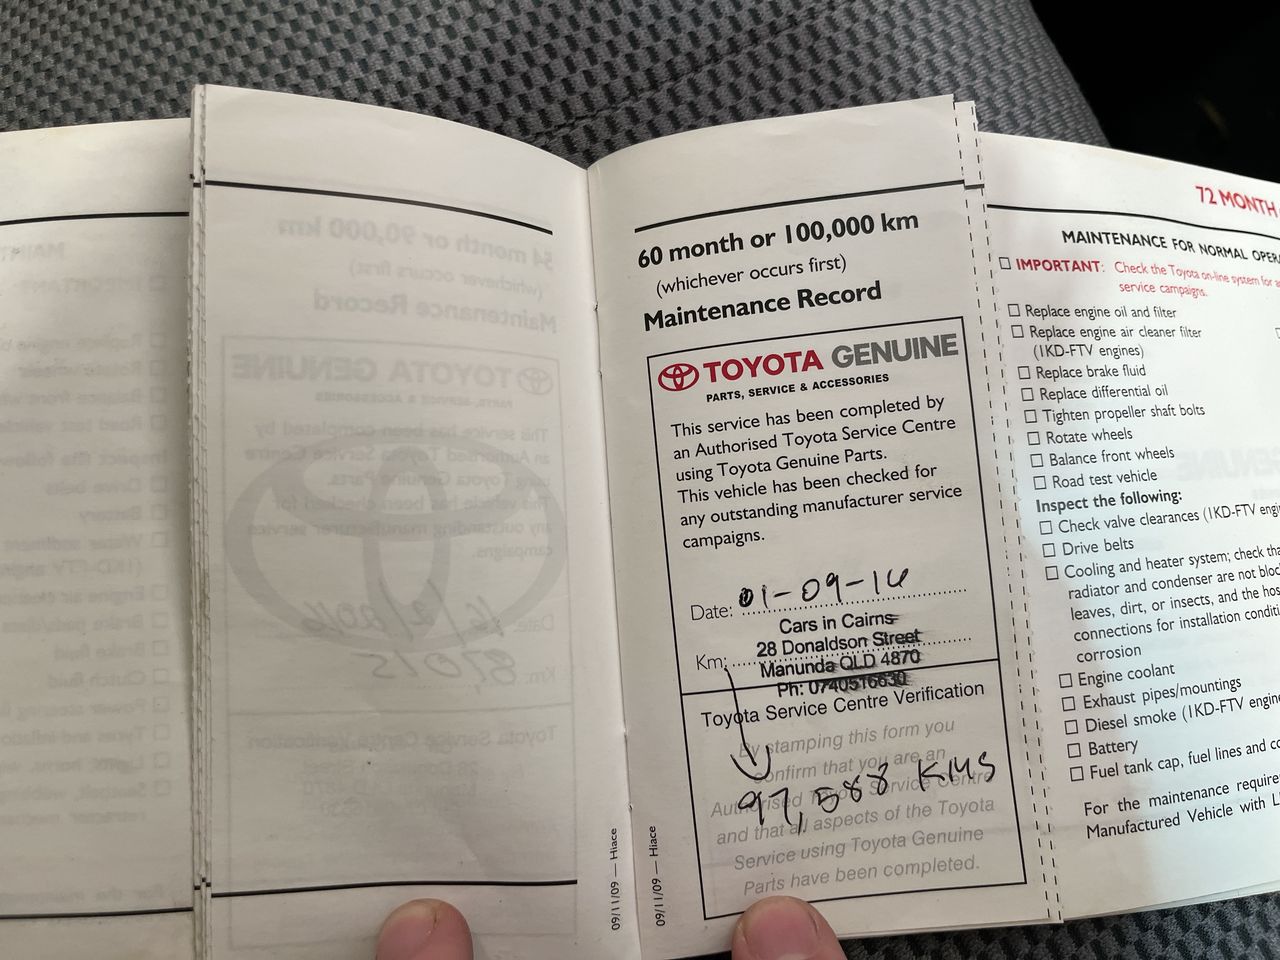 60 month or 100,000 km
(whichever occurs first)
Maintenance Record
TOYOTA GENUINE
PARTS, SERVICE & ACCESSORIES
This service has been completed by
an Authorised Toyota Service Centre
using Toyota Genuine Parts.
This vehicle has been checked for
any outstanding manufacturer service
campaigns.
Date: 01-09-16
Cars in Cairns
28 Donaldson Street
Km:
Manunda QLD 4870
Ph: 0740516630
Toyota Service Centre Verification
By stamping this form you
confirm that you are an
Authorised Toyota Service Centre
and that all aspects of the Toyota
Service using Toyota Genuine
Parts have been completed.
97,588 KMS
09/11/09 — Hiace
09/11/09 — Hiace
72 MONTH
MAINTENANCE FOR NORMAL OPERA
IMPORTANT: Check the Toyota on-line system for a
service campaigns.
Replace engine oil and filter
Replace engine air cleaner filter
(1KD-FTV engines)
Replace brake fluid
Replace differential oil
Tighten propeller shaft bolts
Rotate wheels
Balance front wheels
Road test vehicle
Inspect the following:
Check valve clearances (1KD-FTV engi
Drive belts
Cooling and heater system; check tha
radiator and condenser are not bloc
leaves, dirt, or insects, and the hos
connections for installation conditi
corrosion
Engine coolant
Exhaust pipes/mountings
Diesel smoke (1KD-FTV engine
Battery
Fuel tank cap, fuel lines and co
For the maintenance require
Manufactured Vehicle with L